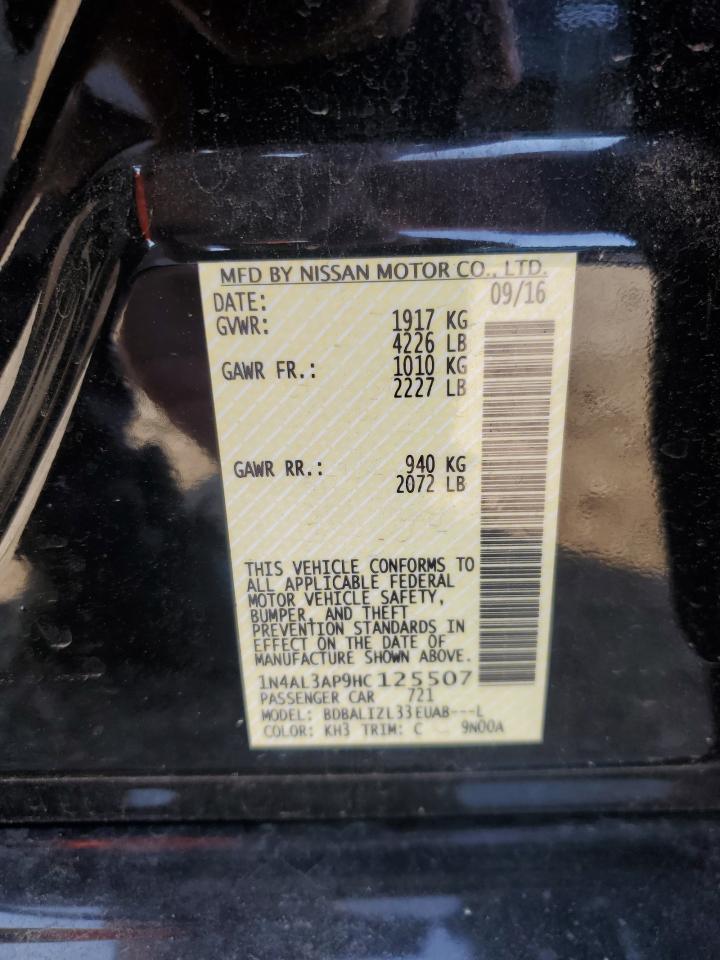 MFD BY NISSAN MOTOR CO., LTD.
DATE: 09/16
GVWR: 1917 KG
4226 LB
GAWR FR.: 1010 KG
2227 LB
GAWR RR.: 940 KG
2072 LB
THIS VEHICLE CONFORMS TO
ALL APPLICABLE FEDERAL
MOTOR VEHICLE SAFETY,
BUMPER, AND THEFT
PREVENTION STANDARDS IN
EFFECT ON THE DATE OF
MANUFACTURE SHOWN ABOVE.
1N4AL3AP9HC125507
PASSENGER CAR 721
MODEL: BDBALIZL33EUAB---L
COLOR: KH3 TRIM: C 9N00A